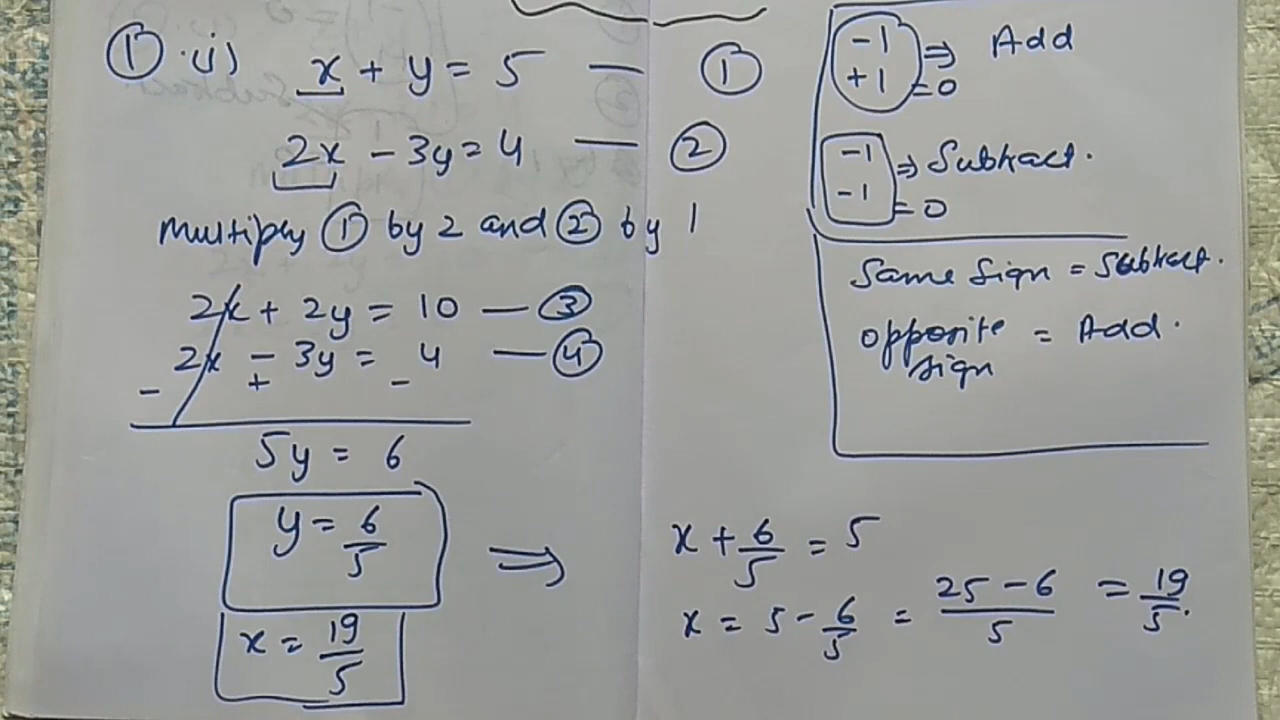 ① (i) x + y = 5 — ①
2x - 3y = 4 — ②
Multiply ① by 2 and ② by 1
2x + 2y = 10 — ③
2x - 3y = 4 — ④
- + -
5y = 6
y = 6/5 ⇒
x = 19/5
-1
+1 ⇒ Add
= 0
-1
-1 ⇒ Subtract.
= 0
Same Sign = Subtract.
opposite = Add.
Sign
x + 6/5 = 5
x = 5 - 6/5 = (25 - 6)/5 = 19/5.